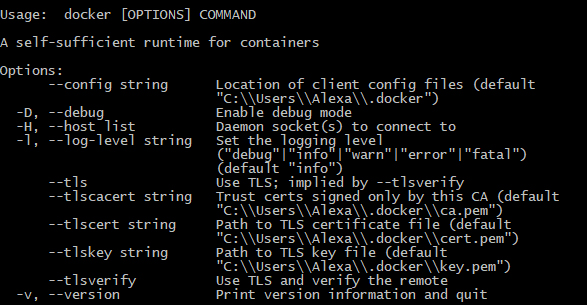 Usage:  docker [OPTIONS] COMMAND
A self-sufficient runtime for containers
Options:
      --config string      Location of client config files (default
                           "C:\\Users\\Alexa\\.docker")
  -D, --debug              Enable debug mode
  -H, --host list          Daemon socket(s) to connect to
  -l, --log-level string   Set the logging level
                           ("debug"|"info"|"warn"|"error"|"fatal")
                           (default "info")
      --tls                Use TLS; implied by --tlsverify
      --tlscacert string   Trust certs signed only by this CA (default
                           "C:\\Users\\Alexa\\.docker\\ca.pem")
      --tlscert string     Path to TLS certificate file (default
                           "C:\\Users\\Alexa\\.docker\\cert.pem")
      --tlskey string      Path to TLS key file (default
                           "C:\\Users\\Alexa\\.docker\\key.pem")
      --tlsverify          Use TLS and verify the remote
  -v, --version            Print version information and quit